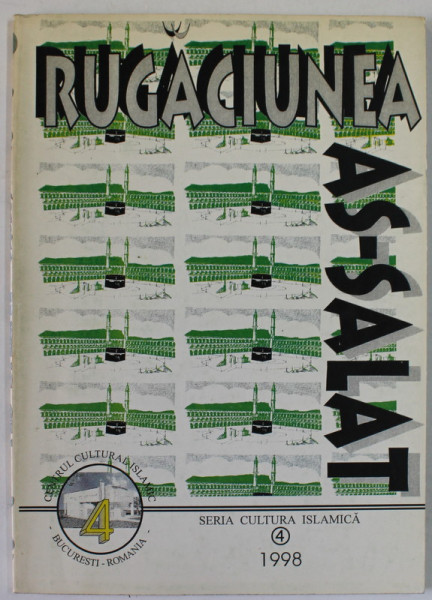 RUGĂCIUNEA
AS-SALAT
CENTRUL CULTURAL ISLAMIC
4
- BUCUREȘTI - ROMANIA -
SERIA CULTURA ISLAMICĂ
4
1998